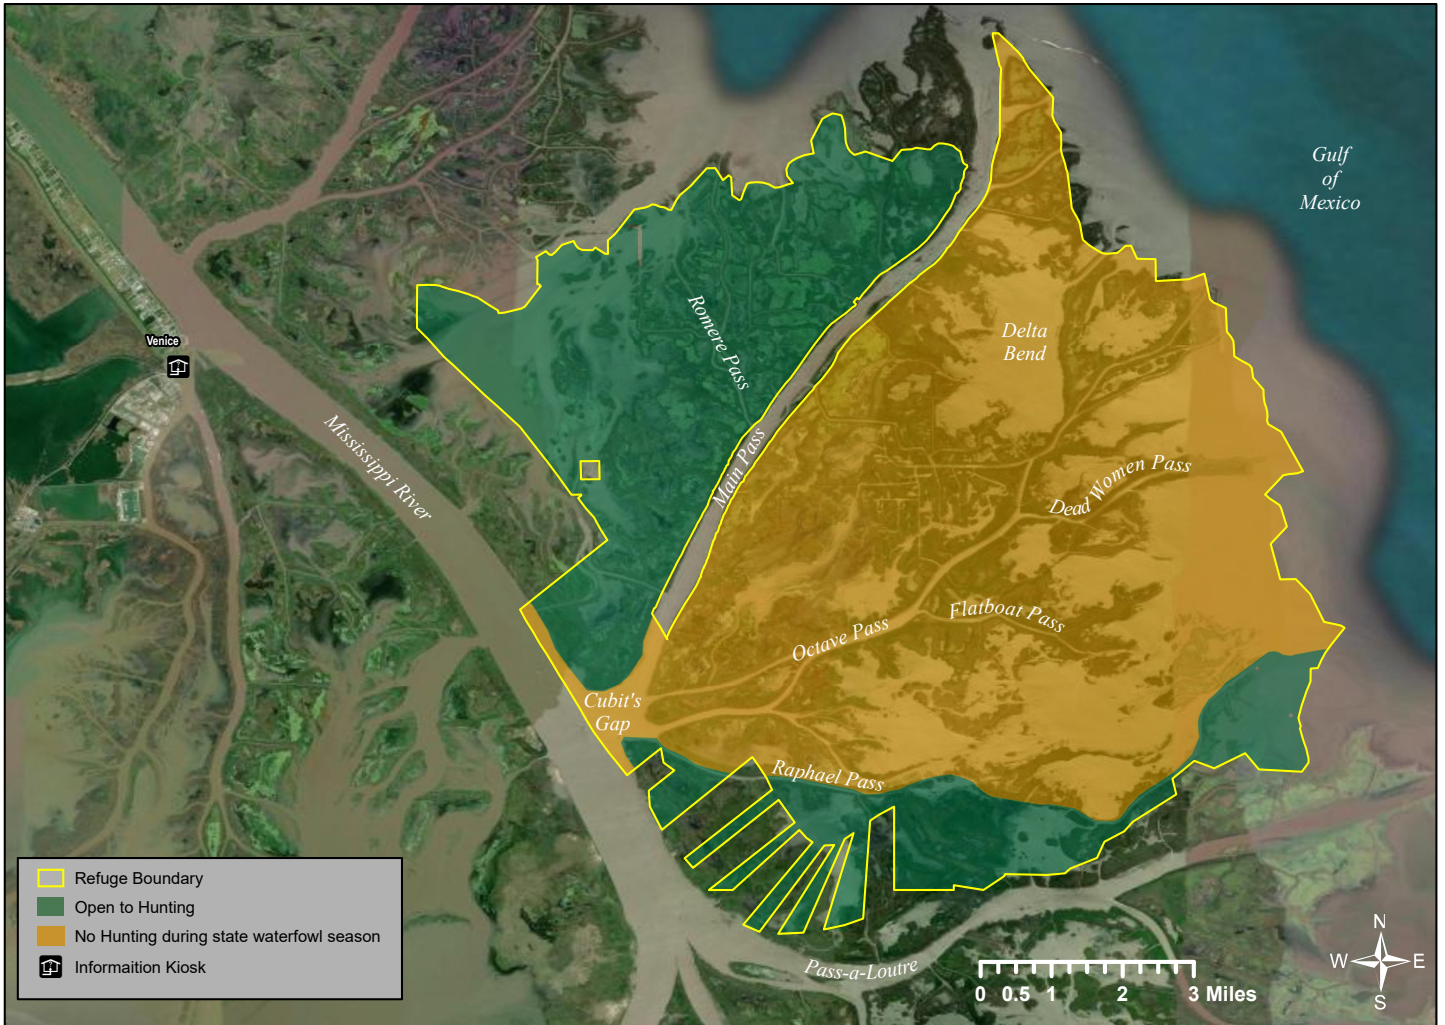 Gulf
of
Mexico
Romere Pass
Delta
Bend
Venice
Mississippi River
Main Pass
Dead Women Pass
Flatboat Pass
Octave Pass
Cubit's
Gap
Raphael Pass
Refuge Boundary
Open to Hunting
No Hunting during state waterfowl season
Informaition Kiosk
Pass-a-Loutre
0 0.5 1 2 3 Miles
N
W E
S